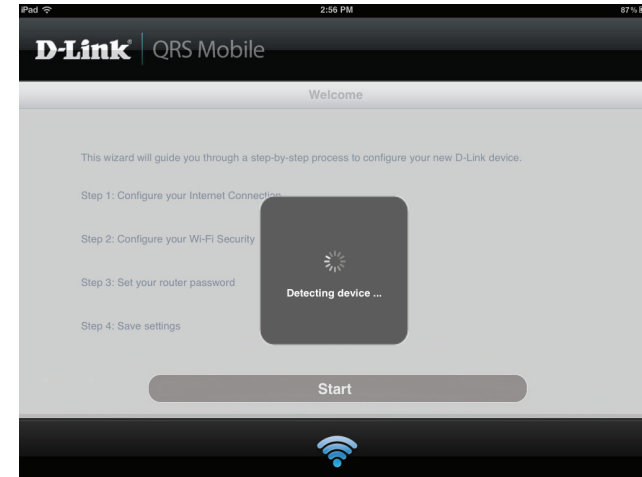 iPad 2:56 PM 87%
D-Link® QRS Mobile
Welcome
This wizard will guide you through a step-by-step process to configure your new D-Link device.
Step 1: Configure your Internet Connection
Step 2: Configure your Wi-Fi Security
Detecting device ...
Step 3: Set your router password
Step 4: Save settings
Start